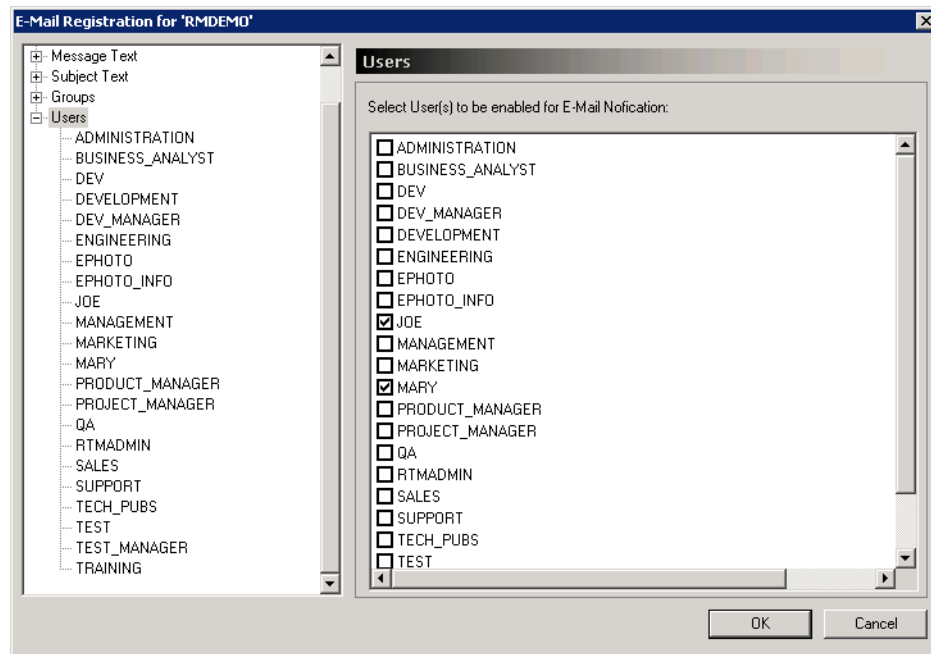 E-Mail Registration for 'RMDEMO'
Message Text
Subject Text
Groups
Users
ADMINISTRATION
BUSINESS_ANALYST
DEV
DEVELOPMENT
DEV_MANAGER
ENGINEERING
EPHOTO
EPHOTO_INFO
JOE
MANAGEMENT
MARKETING
MARY
PRODUCT_MANAGER
PROJECT_MANAGER
QA
RTMADMIN
SALES
SUPPORT
TECH_PUBS
TEST
TEST_MANAGER
TRAINING
Users
Select User(s) to be enabled for E-Mail Nofication:
ADMINISTRATION
BUSINESS_ANALYST
DEV
DEV_MANAGER
DEVELOPMENT
ENGINEERING
EPHOTO
EPHOTO_INFO
JOE
MANAGEMENT
MARKETING
MARY
PRODUCT_MANAGER
PROJECT_MANAGER
QA
RTMADMIN
SALES
SUPPORT
TECH_PUBS
TEST
OK
Cancel